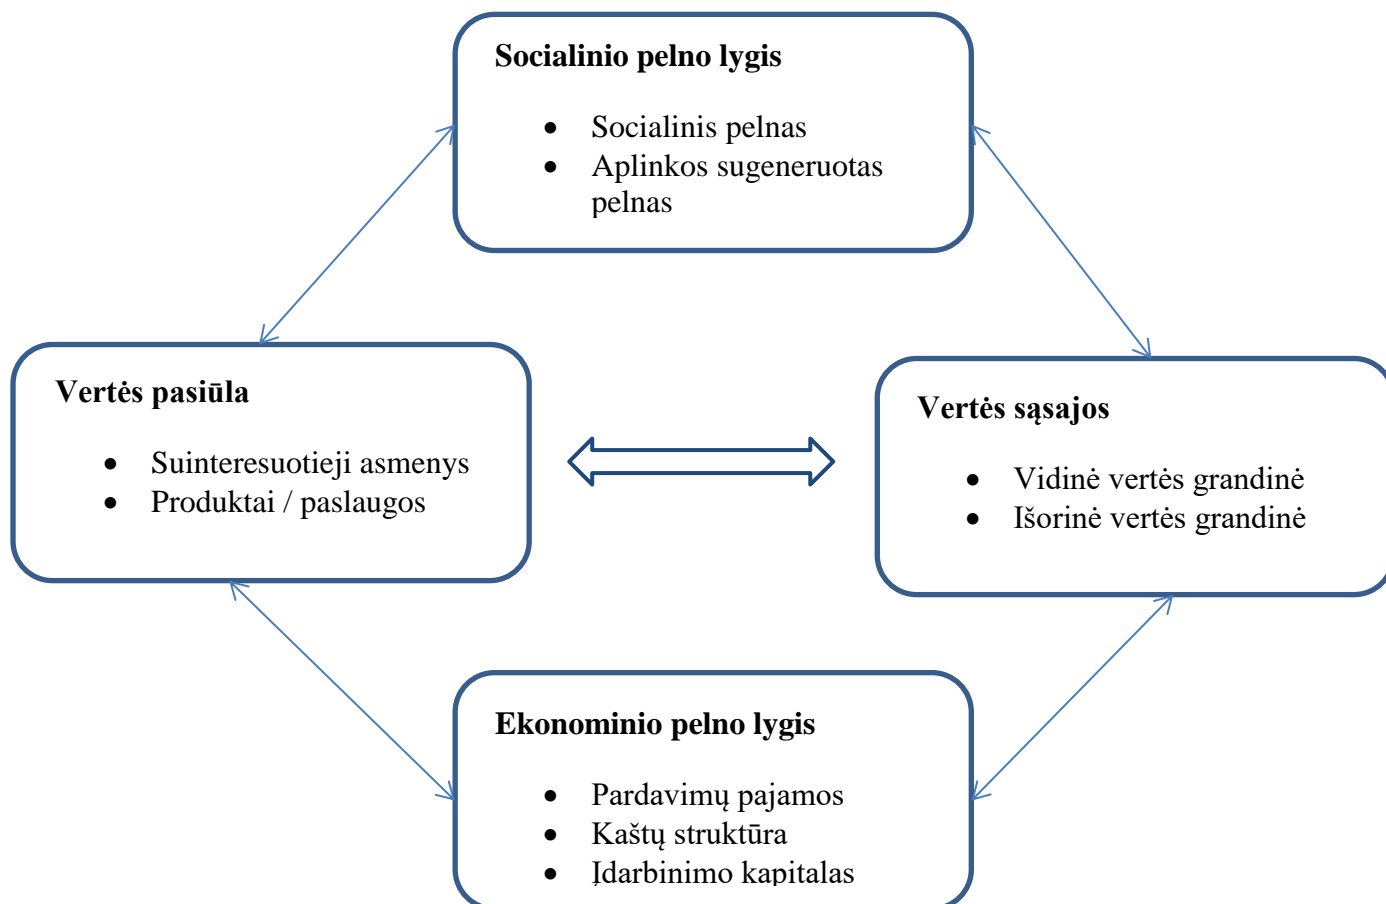 Socialinio pelno lygis
• Socialinis pelnas
• Aplinkos sugeneruotas
pelnas
Vertės pasiūla
• Suinteresuotieji asmenys
• Produktai / paslaugos
Vertės sąsajos
• Vidinė vertės grandinė
• Išorinė vertės grandinė
Ekonominio pelno lygis
• Pardavimų pajamos
• Kaštų struktūra
• Įdarbinimo kapitalas